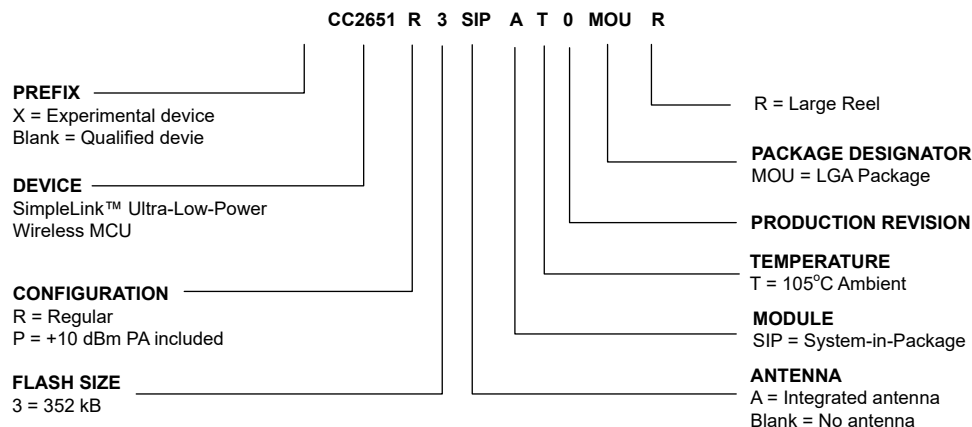 CC2651 R 3 SIP A T 0 MOU R
PREFIX
X = Experimental device
Blank = Qualified devie
DEVICE
SimpleLink™ Ultra-Low-Power
Wireless MCU
CONFIGURATION
R = Regular
P = +10 dBm PA included
FLASH SIZE
3 = 352 kB
R = Large Reel
PACKAGE DESIGNATOR
MOU = LGA Package
PRODUCTION REVISION
TEMPERATURE
T = 105°C Ambient
MODULE
SIP = System-in-Package
ANTENNA
A = Integrated antenna
Blank = No antenna